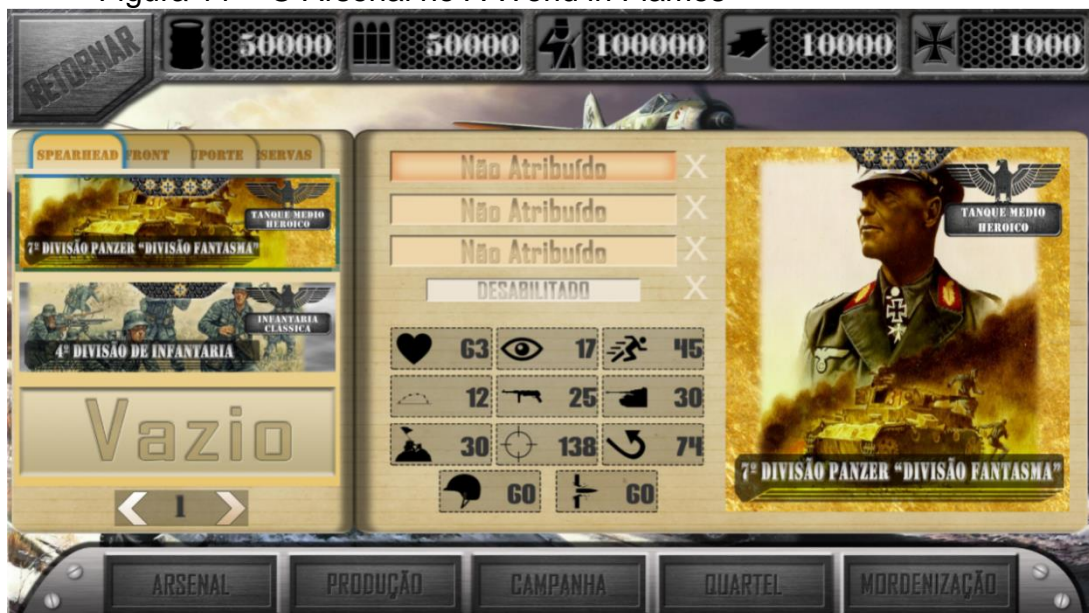 Figura 11 – O Arsenal no A World in Flames
RETORNAR
50000
50000
100000
10000
1000
SPEARHEAD
FRONT
UPORTE
SERVAS
TANQUE MEDIO
HEROICO
7ª DIVISÃO PANZER “DIVISÃO FANTASMA”
INFANTARIA
CLÁSSICA
4ª DIVISÃO DE INFANTARIA
Vazio
1
Não Atribuído X
Não Atribuído X
Não Atribuído X
DESABILITADO X
63
17
45
12
25
30
30
138
74
60
60
TANQUE MEDIO
HEROICO
7ª DIVISÃO PANZER “DIVISÃO FANTASMA”
ARSENAL
PRODUÇÃO
CAMPANHA
QUARTEL
MORDENIZAÇÃO